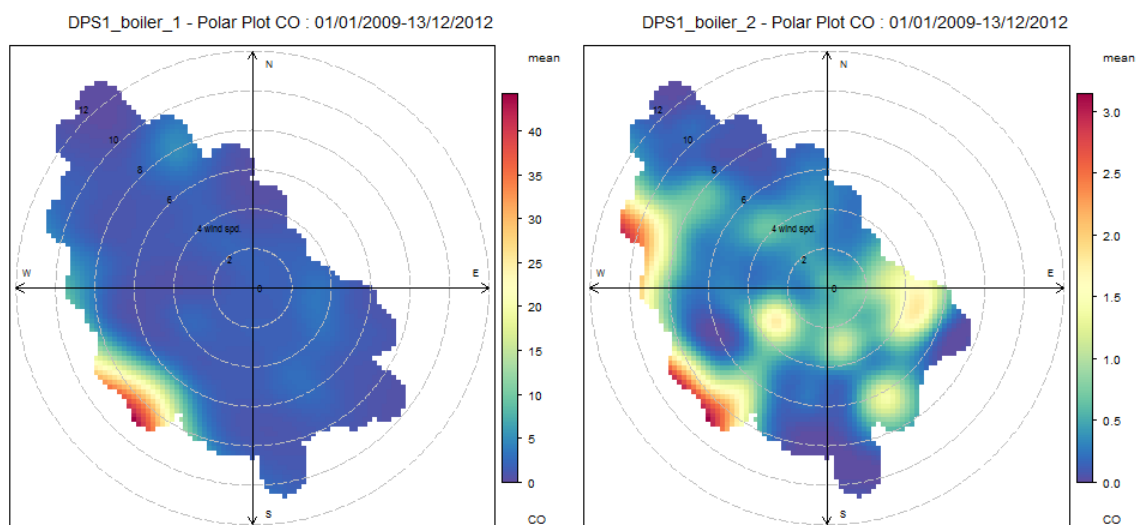 DPS1_boiler_1 - Polar Plot CO : 01/01/2009-13/12/2012
mean
N
12
10
8
6
4 wind spd.
2
0
W
E
S
40
35
30
25
20
15
10
5
0
CO
DPS1_boiler_2 - Polar Plot CO : 01/01/2009-13/12/2012
mean
N
12
10
8
6
4 wind spd.
2
0
W
E
S
3.0
2.5
2.0
1.5
1.0
0.5
0.0
CO